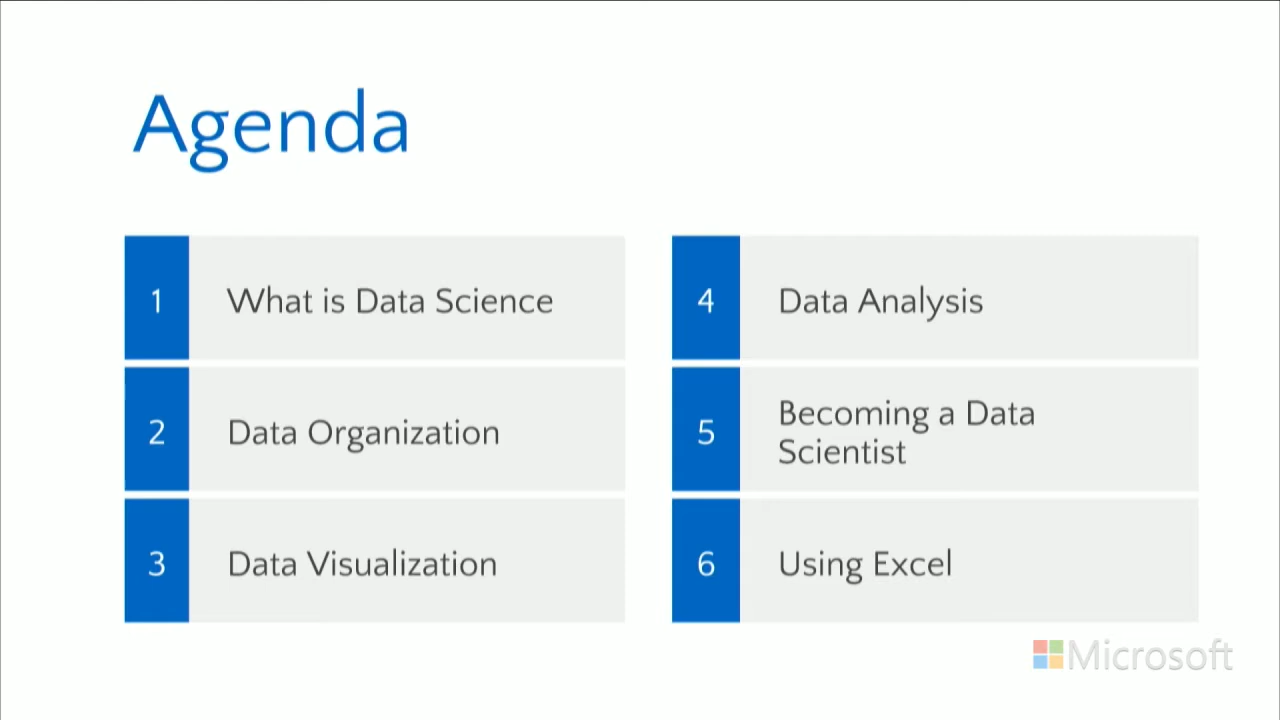 Agenda
1 What is Data Science
2 Data Organization
3 Data Visualization
4 Data Analysis
5 Becoming a Data
Scientist
6 Using Excel
Microsoft